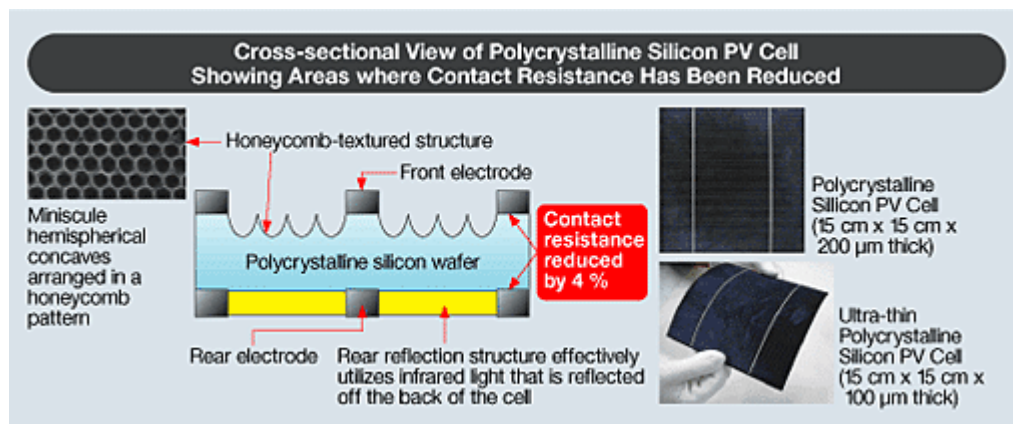 Cross-sectional View of Polycrystalline Silicon PV Cell
Showing Areas where Contact Resistance Has Been Reduced
Honeycomb-textured structure
Front electrode
Miniscule
hemispherical
concaves
arranged in a
honeycomb
pattern
Polycrystalline silicon wafer
Contact
resistance
reduced
by 4 %
Rear electrode
Rear reflection structure effectively
utilizes infrared light that is reflected
off the back of the cell
Polycrystalline
Silicon PV Cell
(15 cm x 15 cm x
200 μm thick)
Ultra-thin
Polycrystalline
Silicon PV Cell
(15 cm x 15 cm x
100 μm thick)